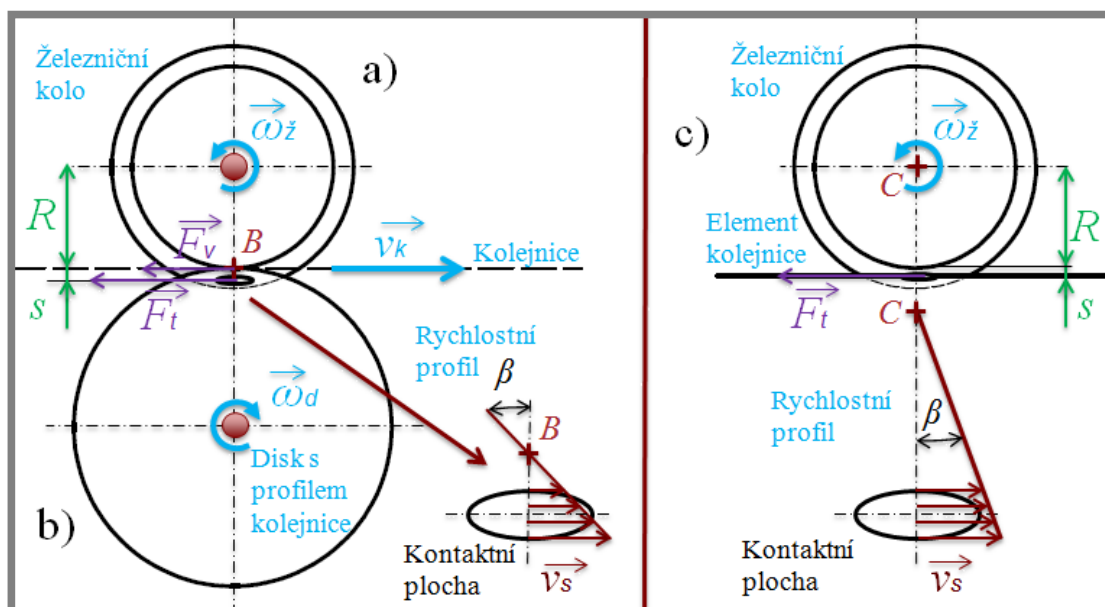 Železniční
kolo
a)
ωž
R
Fv
B
vk
Kolejnice
s
Ft
Rychlostní
profil
β
B
ωd
Disk s
profilem
kolejnice
b)
Kontaktní
plocha
vs
c)
Železniční
kolo
ωž
C
Element
kolejnice
R
Ft
C
s
Rychlostní
profil
β
Kontaktní
plocha
vs